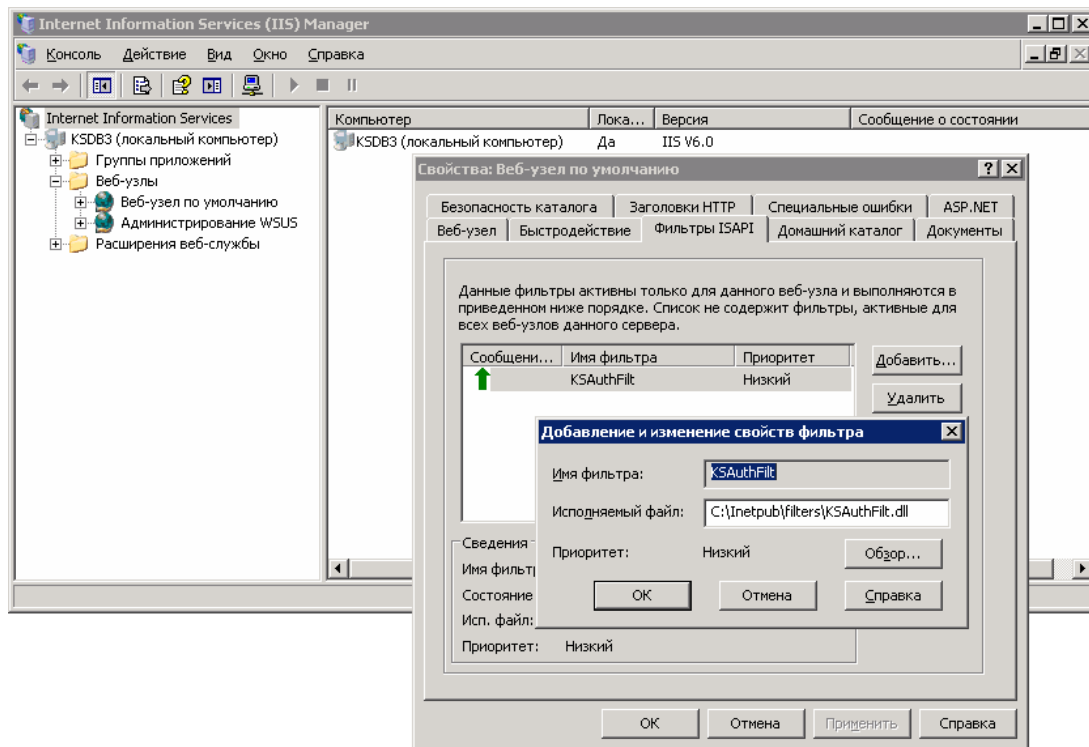 Internet Information Services (IIS) Manager
Консоль Действие Вид Окно Справка
Internet Information Services
KSDB3 (локальный компьютер)
Группы приложений
Веб-узлы
Веб-узел по умолчанию
Администрирование WSUS
Расширения веб-службы
Компьютер Лока... Версия Сообщение о состоянии
KSDB3 (локальный компьютер) Да IIS V6.0
Свойства: Веб-узел по умолчанию
Безопасность каталога Заголовки HTTP Специальные ошибки ASP.NET
Веб-узел Быстродействие Фильтры ISAPI Домашний каталог Документы
Данные фильтры активны только для данного веб-узла и выполняются в
приведенном ниже порядке. Список не содержит фильтры, активные для
всех веб-узлов данного сервера.
Сообщени... Имя фильтра Приоритет
KSAuthFilt Низкий
Добавить...
Удалить
Добавление и изменение свойств фильтра
Имя фильтра: KSAuthFilt
Исполняемый файл: C:\Inetpub\filters\KSAuthFilt.dll
Приоритет: Низкий Обзор...
ОК Отмена Справка
Сведения
Имя фильт
Состояние
Исп. файл:
Приоритет: Низкий
ОК Отмена Применить Справка